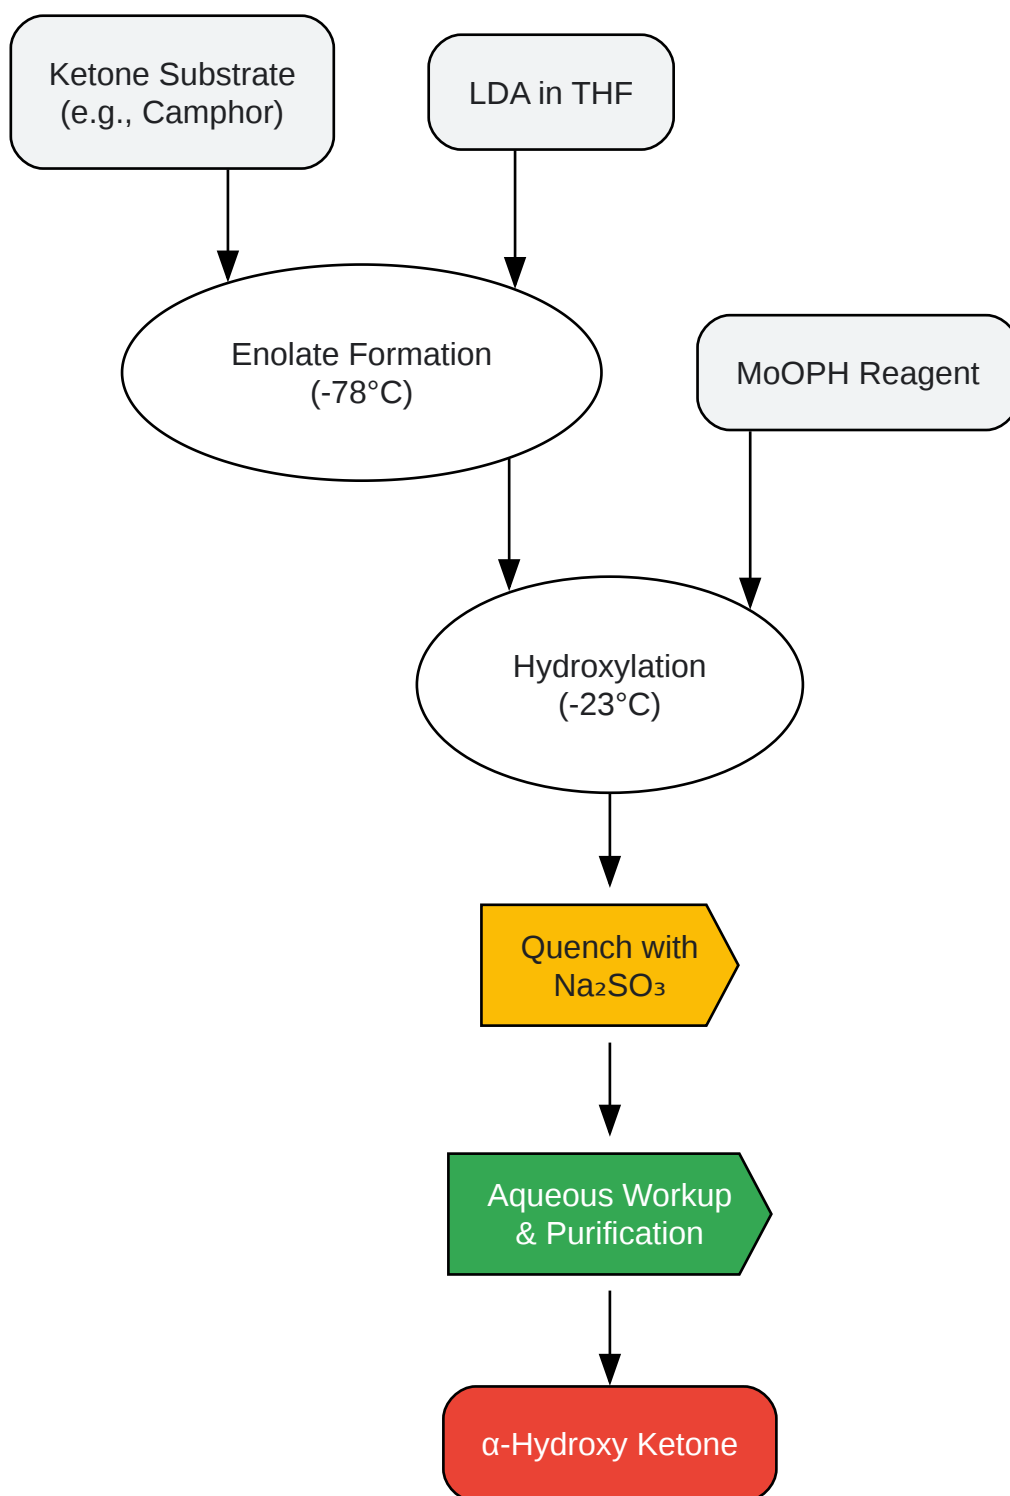 Ketone Substrate
(e.g., Camphor)
LDA in THF
Enolate Formation
(-78°C)
MoOPH Reagent
Hydroxylation
(-23°C)
Quench with
Na₂SO₃
Aqueous Workup
& Purification
α-Hydroxy Ketone